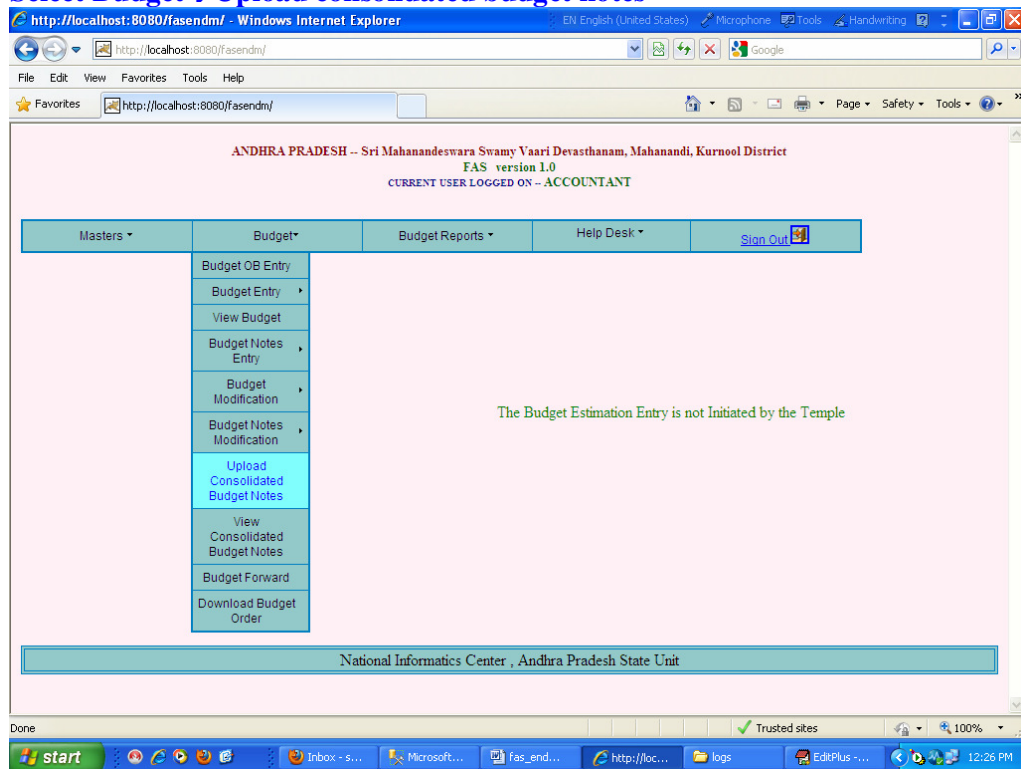 Select Budget → Upload consolidated budget notes
http://localhost:8080/fasendm/ - Windows Internet Explorer
EN English (United States) Microphone Tools Handwriting
http://localhost:8080/fasendm/
Google
File Edit View Favorites Tools Help
Favorites http://localhost:8080/fasendm/ Page Safety Tools
ANDHRA PRADESH -- Sri Mahanandeswara Swamy Vaari Devasthanam, Mahanandi, Kurnool District
FAS version 1.0
CURRENT USER LOGGED ON -- ACCOUNTANT
Masters Budget Budget Reports Help Desk Sign Out
Budget OB Entry
Budget Entry
View Budget
Budget Notes
Entry
Budget
Modification
The Budget Estimation Entry is not Initiated by the Temple
Budget Notes
Modification
Upload
Consolidated
Budget Notes
View
Consolidated
Budget Notes
Budget Forward
Download Budget
Order
National Informatics Center , Andhra Pradesh State Unit
Done Trusted sites 100%
start Inbox - s... Microsoft... fas_end... http://loc... logs EditPlus -... 12:26 PM